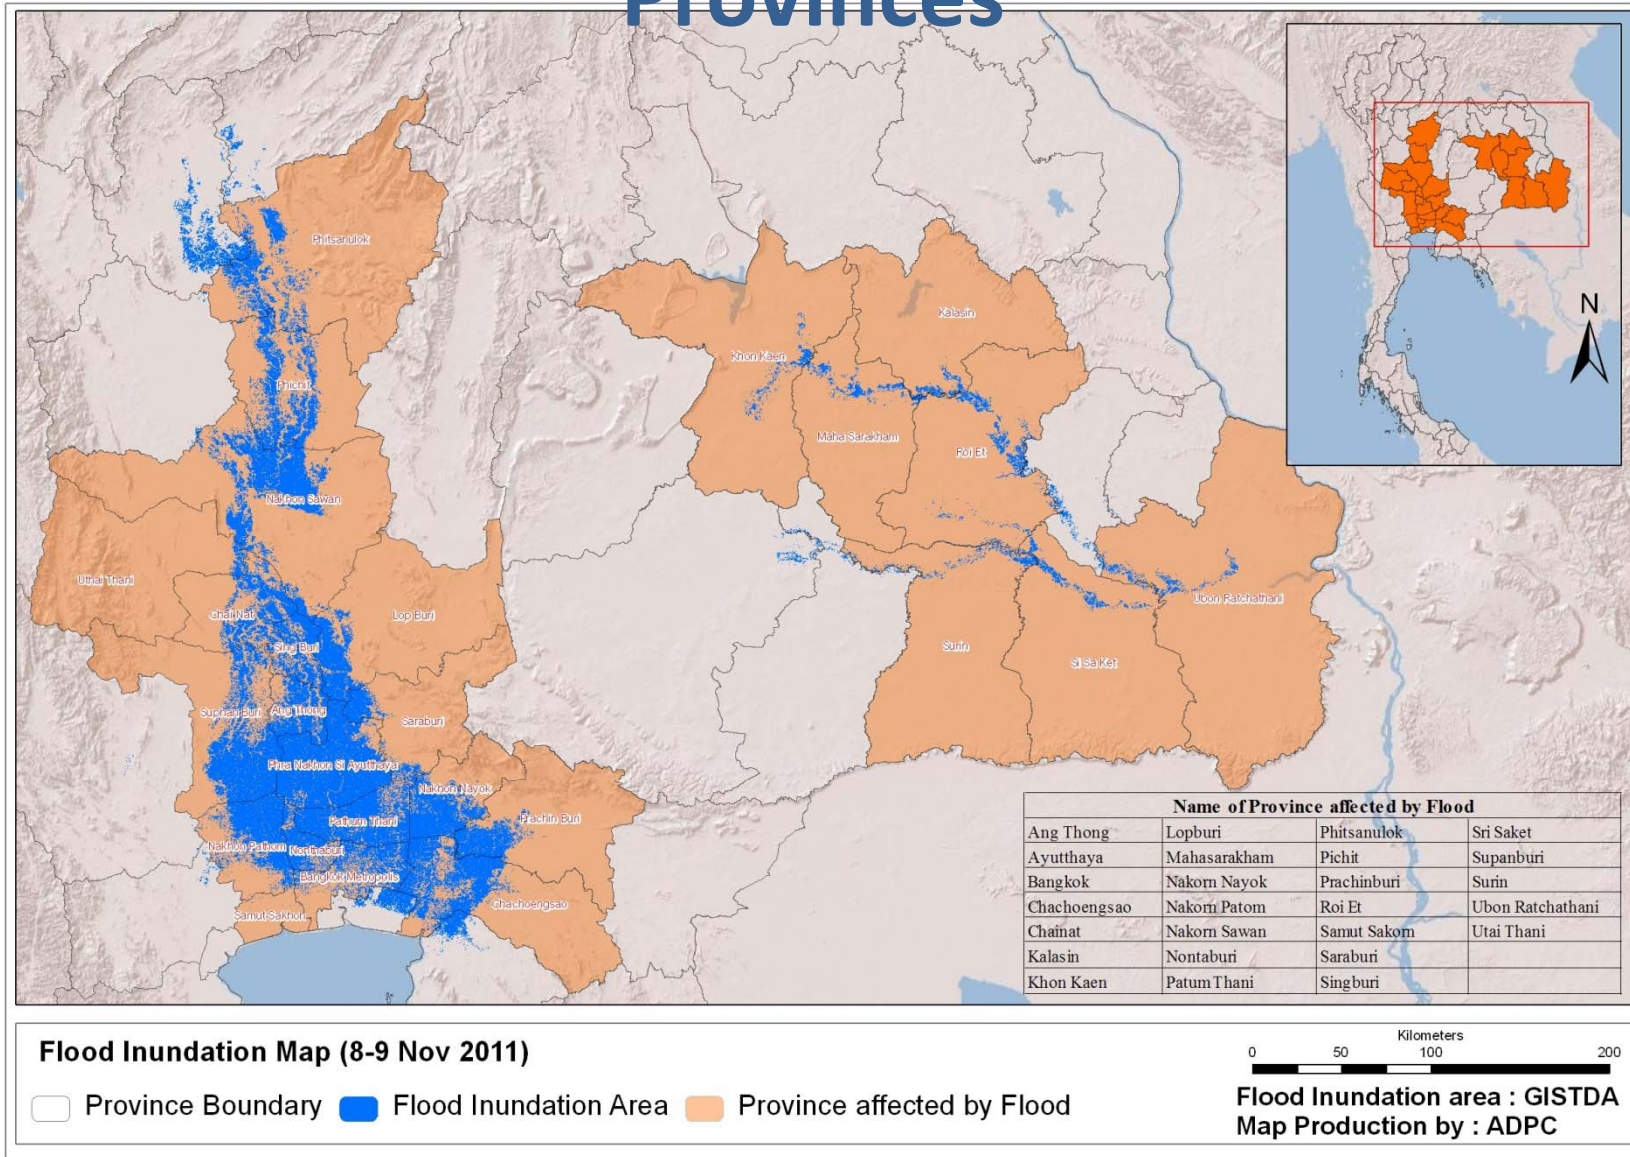 Provinces
N
Phitsanulok
Phichit
Nakhon Sawan
Uthai Thani
Chai Nat
Sing Buri
Lop Buri
Suphan Buri
Ang Thong
Saraburi
Phra Nakhon Si Ayutthaya
Nakhon Nayok
Pathum Thani
Prachin Buri
Nakhon Pathom
Nonthaburi
Bangkok Metropolis
Samut Sakhon
Chachoengsao
Kalasin
Khon Kaen
Maha Sarakham
Roi Et
Ubon Ratchathani
Surin
Si Sa Ket
Name of Province affected by Flood
Ang Thong Lopburi Phitsanulok Sri Saket
Ayutthaya Mahasarakham Pichit Supanburi
Bangkok Nakorn Nayok Prachinburi Surin
Chachoengsao Nakorn Patom Roi Et Ubon Ratchathani
Chainat Nakorn Sawan Samut Sakorn Utai Thani
Kalasin Nontaburi Saraburi
Khon Kaen Patum Thani Singburi
Flood Inundation Map (8-9 Nov 2011)
Province Boundary Flood Inundation Area Province affected by Flood
Kilometers
0 50 100 200
Flood Inundation area : GISTDA
Map Production by : ADPC